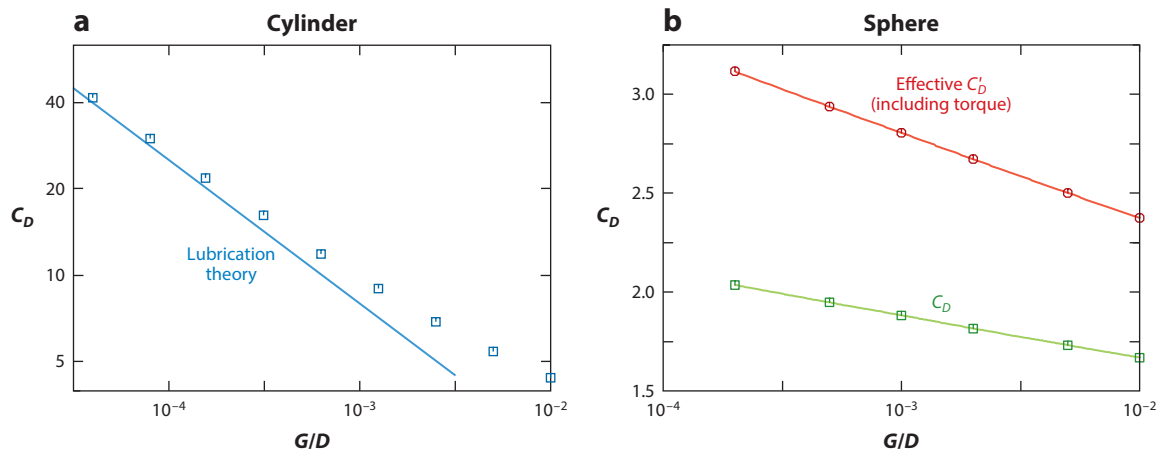 a
Cylinder
40
20
10
5
C_D
Lubrication
theory
10⁻⁴
10⁻³
10⁻²
G/D
b
Sphere
3.0
2.5
2.0
1.5
C_D
Effective C′_D
(including torque)
C_D
10⁻⁴
10⁻³
10⁻²
G/D